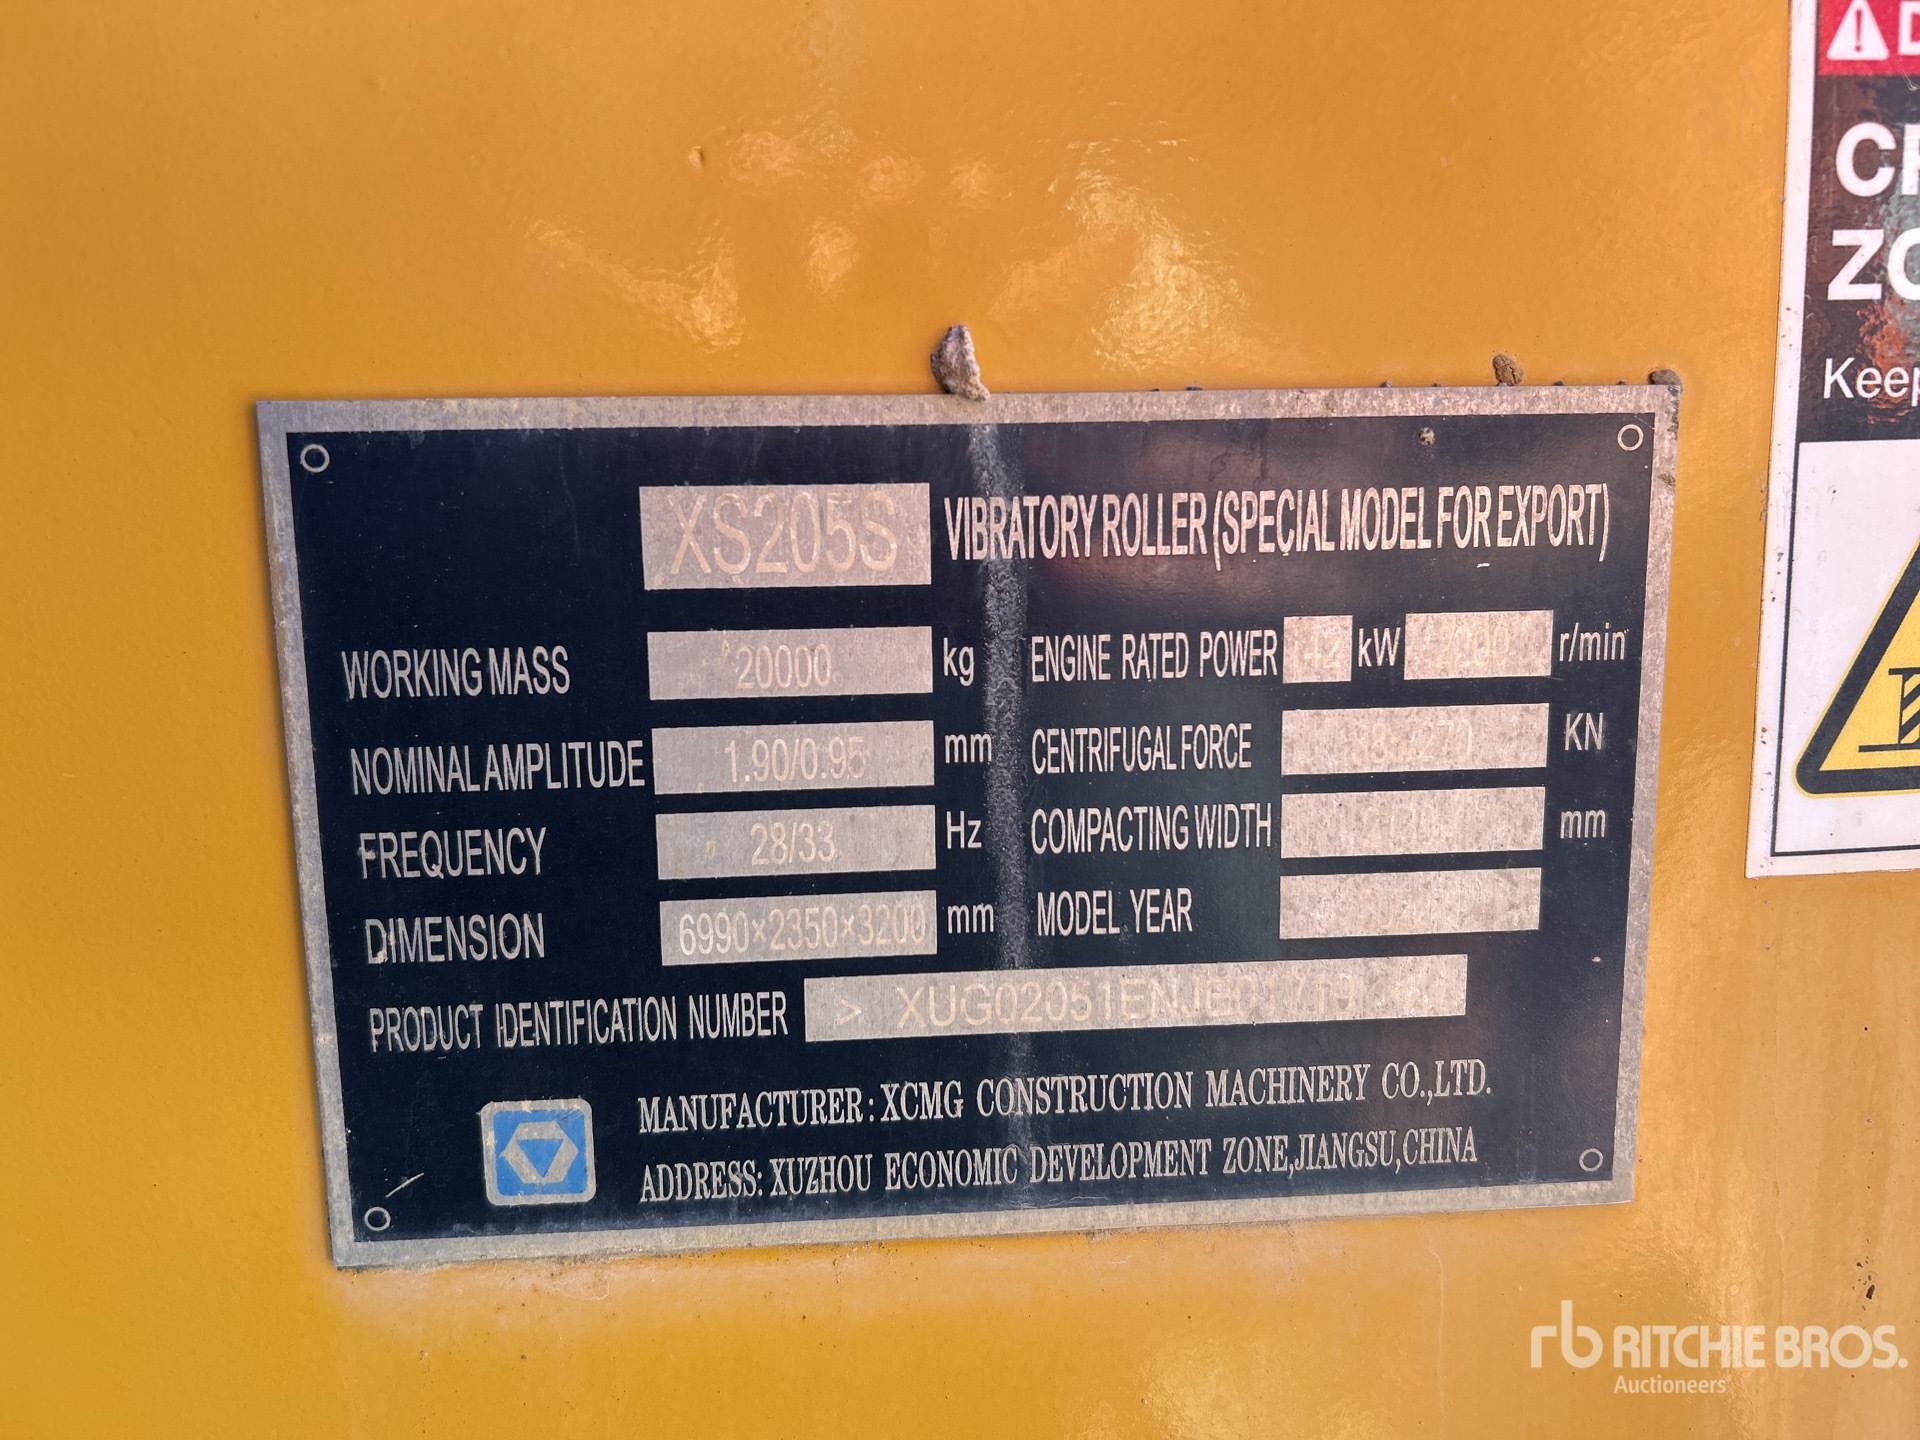 XS205S VIBRATORY ROLLER (SPECIAL MODEL FOR EXPORT)
WORKING MASS 20000 kg ENGINE RATED POWER kW 2200 r/min
NOMINAL AMPLITUDE 1.90/0.95 mm CENTRIFUGAL FORCE KN
FREQUENCY 28/33 Hz COMPACTING WIDTH mm
DIMENSION 6990×2350×3200 mm MODEL YEAR
PRODUCT IDENTIFICATION NUMBER >
MANUFACTURER: XCMG CONSTRUCTION MACHINERY CO.,LTD.
ADDRESS: XUZHOU ECONOMIC DEVELOPMENT ZONE,JIANGSU,CHINA
Keep
rb RITCHIE BROS.
Auctioneers